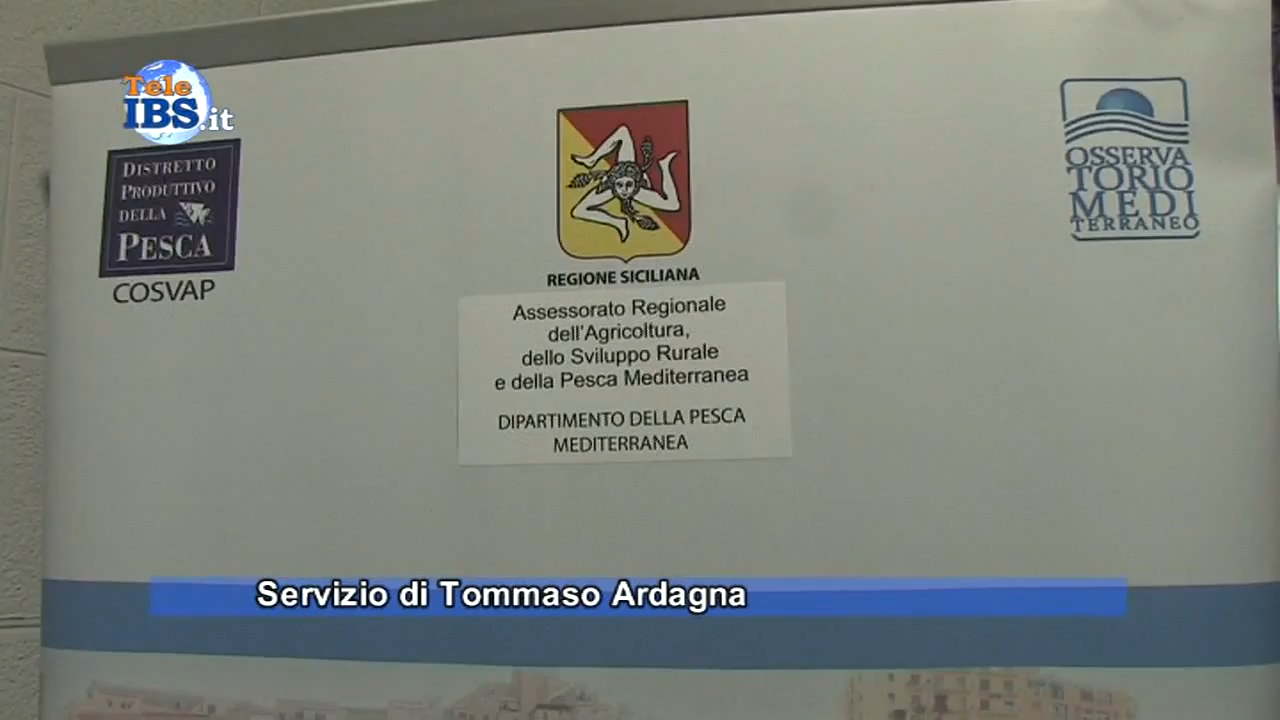 Tele
IBS.it
DISTRETTO
PRODUTTIVO
DELLA
PESCA
COSVAP
REGIONE SICILIANA
Assessorato Regionale
dell'Agricoltura,
dello Sviluppo Rurale
e della Pesca Mediterranea
DIPARTIMENTO DELLA PESCA
MEDITERRANEA
OSSERVA
TORIO
MEDI
TERRANEO
Servizio di Tommaso Ardagna